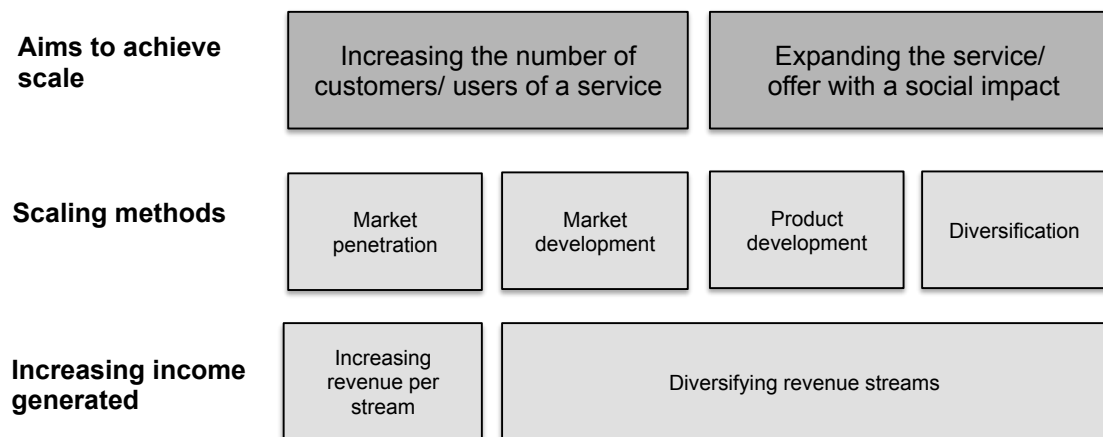 Aims to achieve
scale
Increasing the number of
customers/ users of a service
Expanding the service/
offer with a social impact
Scaling methods
Market
penetration
Market
development
Product
development
Diversification
Increasing income
generated
Increasing
revenue per
stream
Diversifying revenue streams